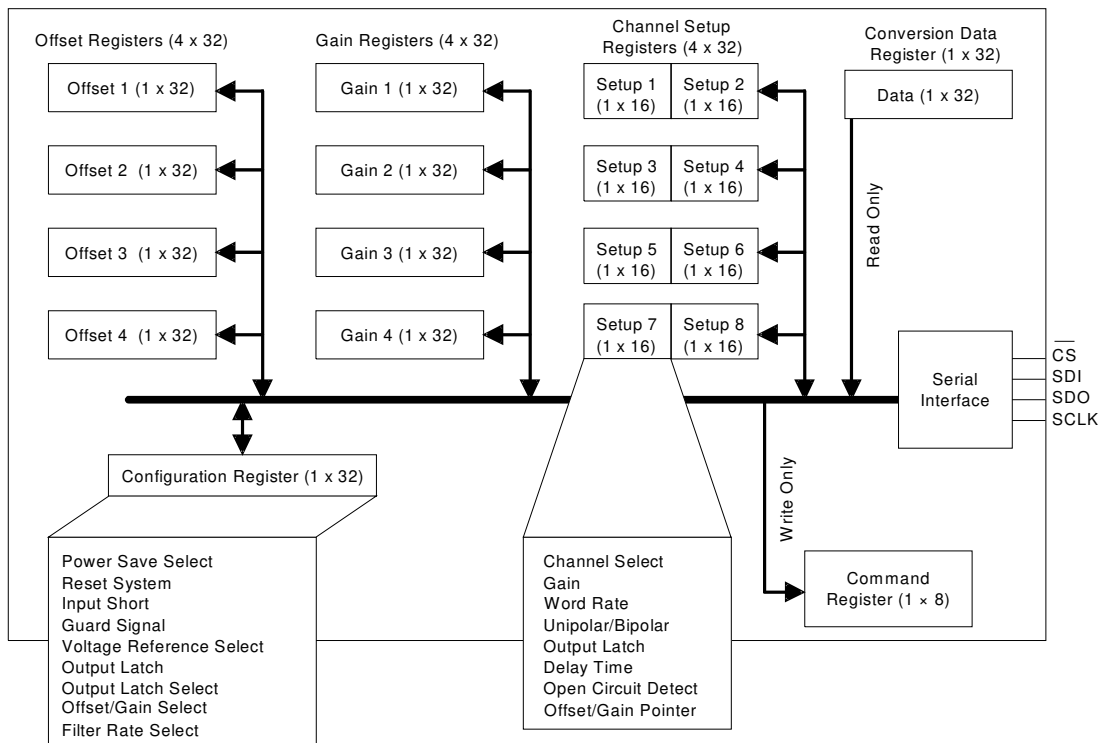 Offset Registers (4 x 32)
Offset 1 (1 x 32)
Offset 2 (1 x 32)
Offset 3 (1 x 32)
Offset 4 (1 x 32)
Gain Registers (4 x 32)
Gain 1 (1 x 32)
Gain 2 (1 x 32)
Gain 3 (1 x 32)
Gain 4 (1 x 32)
Channel Setup
Registers (4 x 32)
Setup 1
(1 x 16)
Setup 2
(1 x 16)
Setup 3
(1 x 16)
Setup 4
(1 x 16)
Setup 5
(1 x 16)
Setup 6
(1 x 16)
Setup 7
(1 x 16)
Setup 8
(1 x 16)
Conversion Data
Register (1 x 32)
Data (1 x 32)
Read Only
Serial
Interface
CS
SDI
SDO
SCLK
Configuration Register (1 x 32)
Power Save Select
Reset System
Input Short
Guard Signal
Voltage Reference Select
Output Latch
Output Latch Select
Offset/Gain Select
Filter Rate Select
Channel Select
Gain
Word Rate
Unipolar/Bipolar
Output Latch
Delay Time
Open Circuit Detect
Offset/Gain Pointer
Write Only
Command
Register (1 × 8)